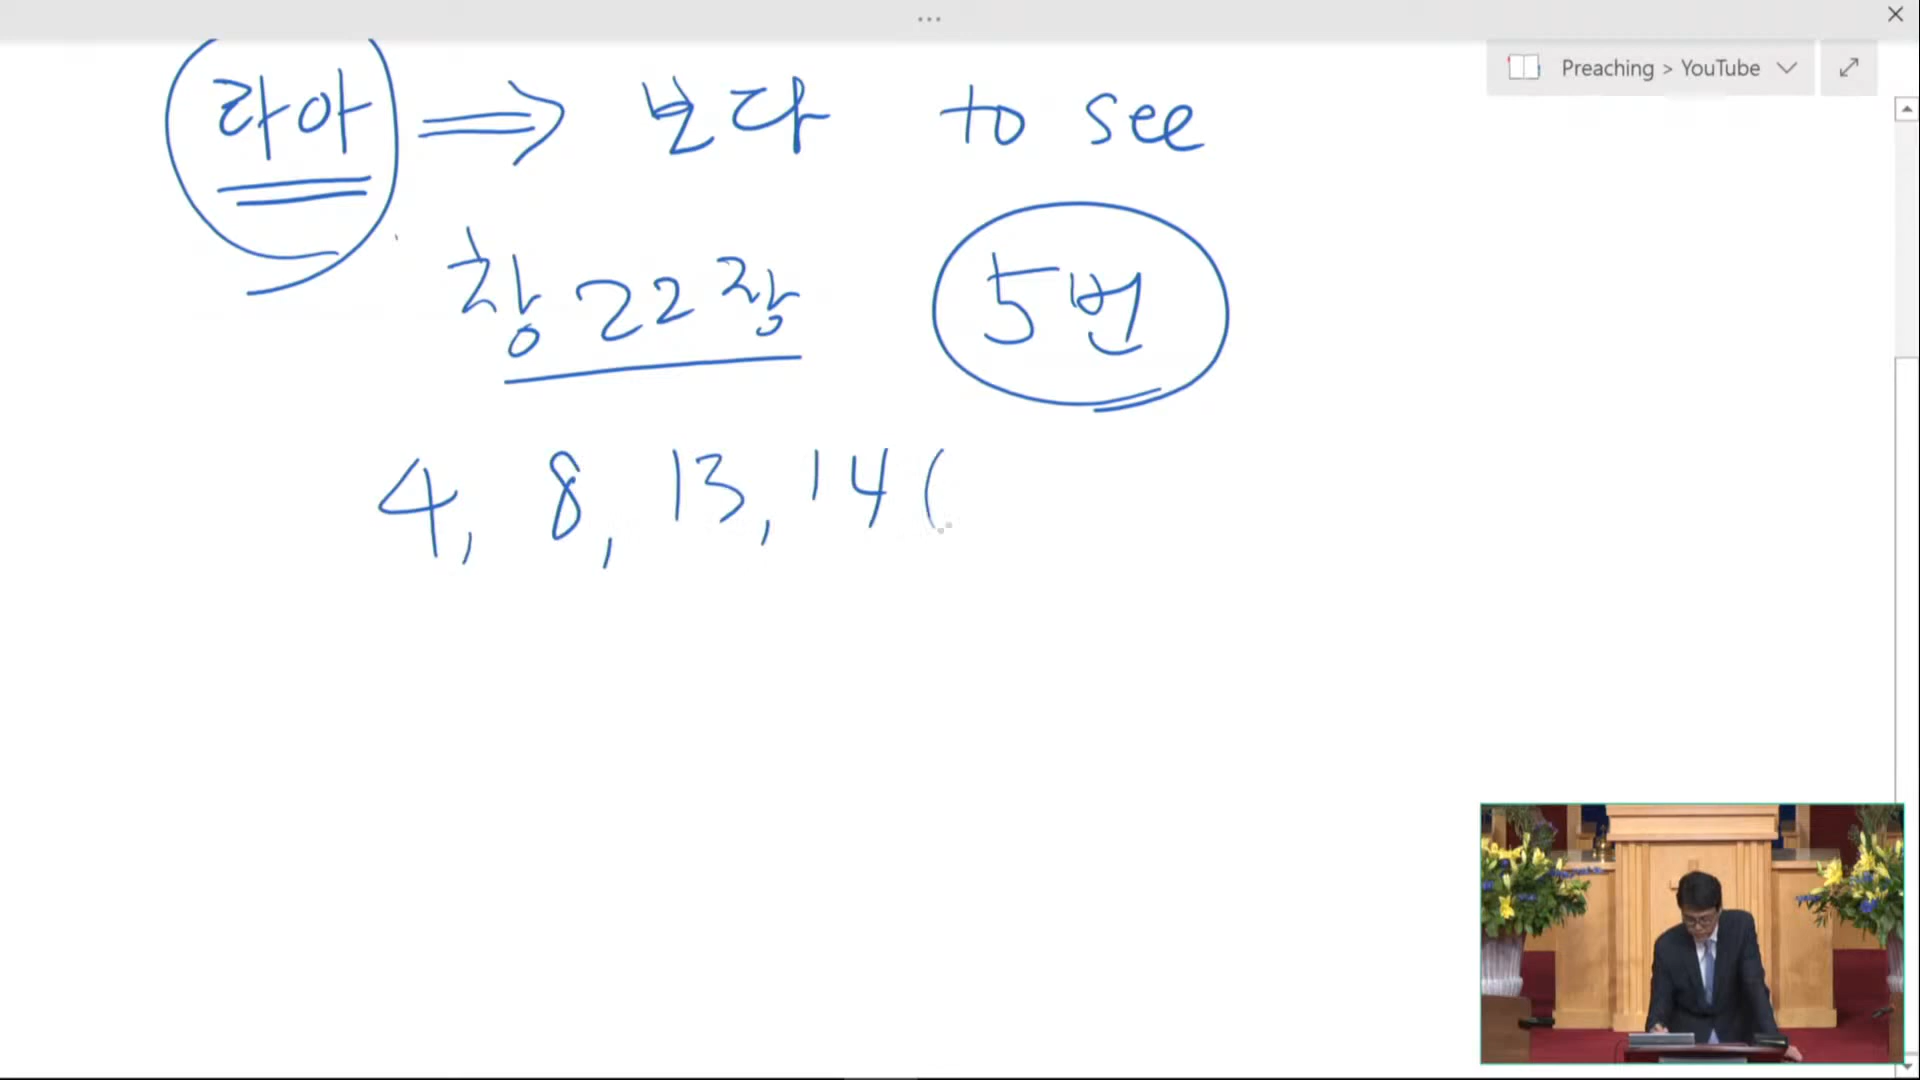 Preaching > YouTube
라아 ⇒ 보다 to see
창 22장 5번
4, 8, 13, 14 (